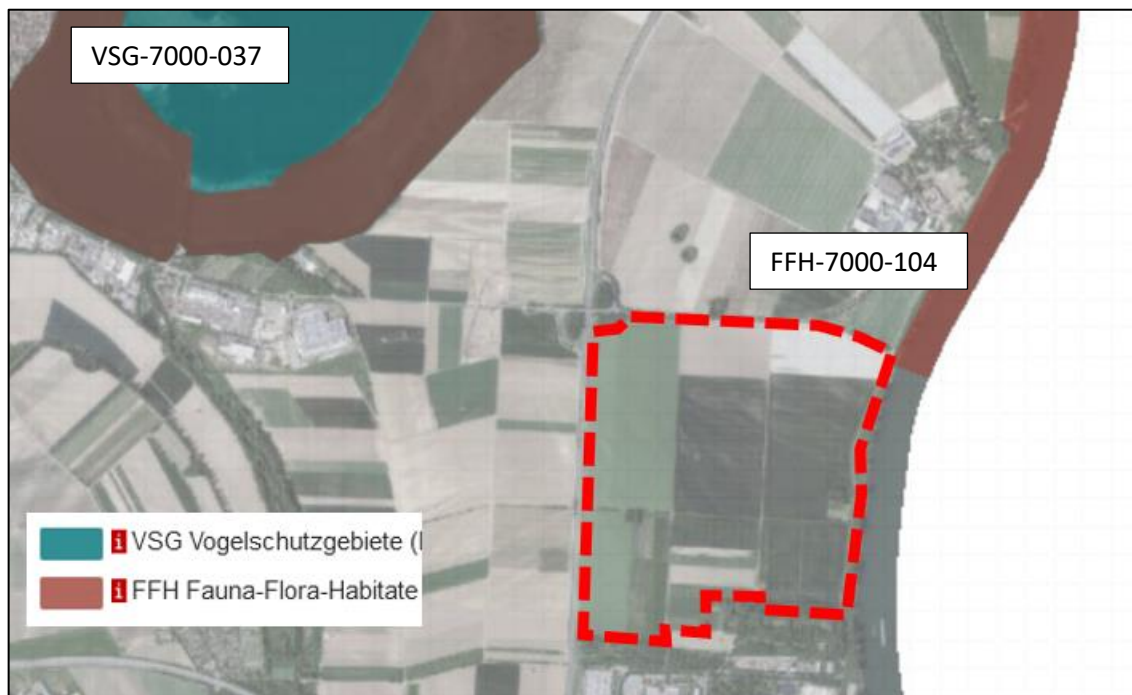 VSG-7000-037
FFH-7000-104
i VSG Vogelschutzgebiete (
i FFH Fauna-Flora-Habitate